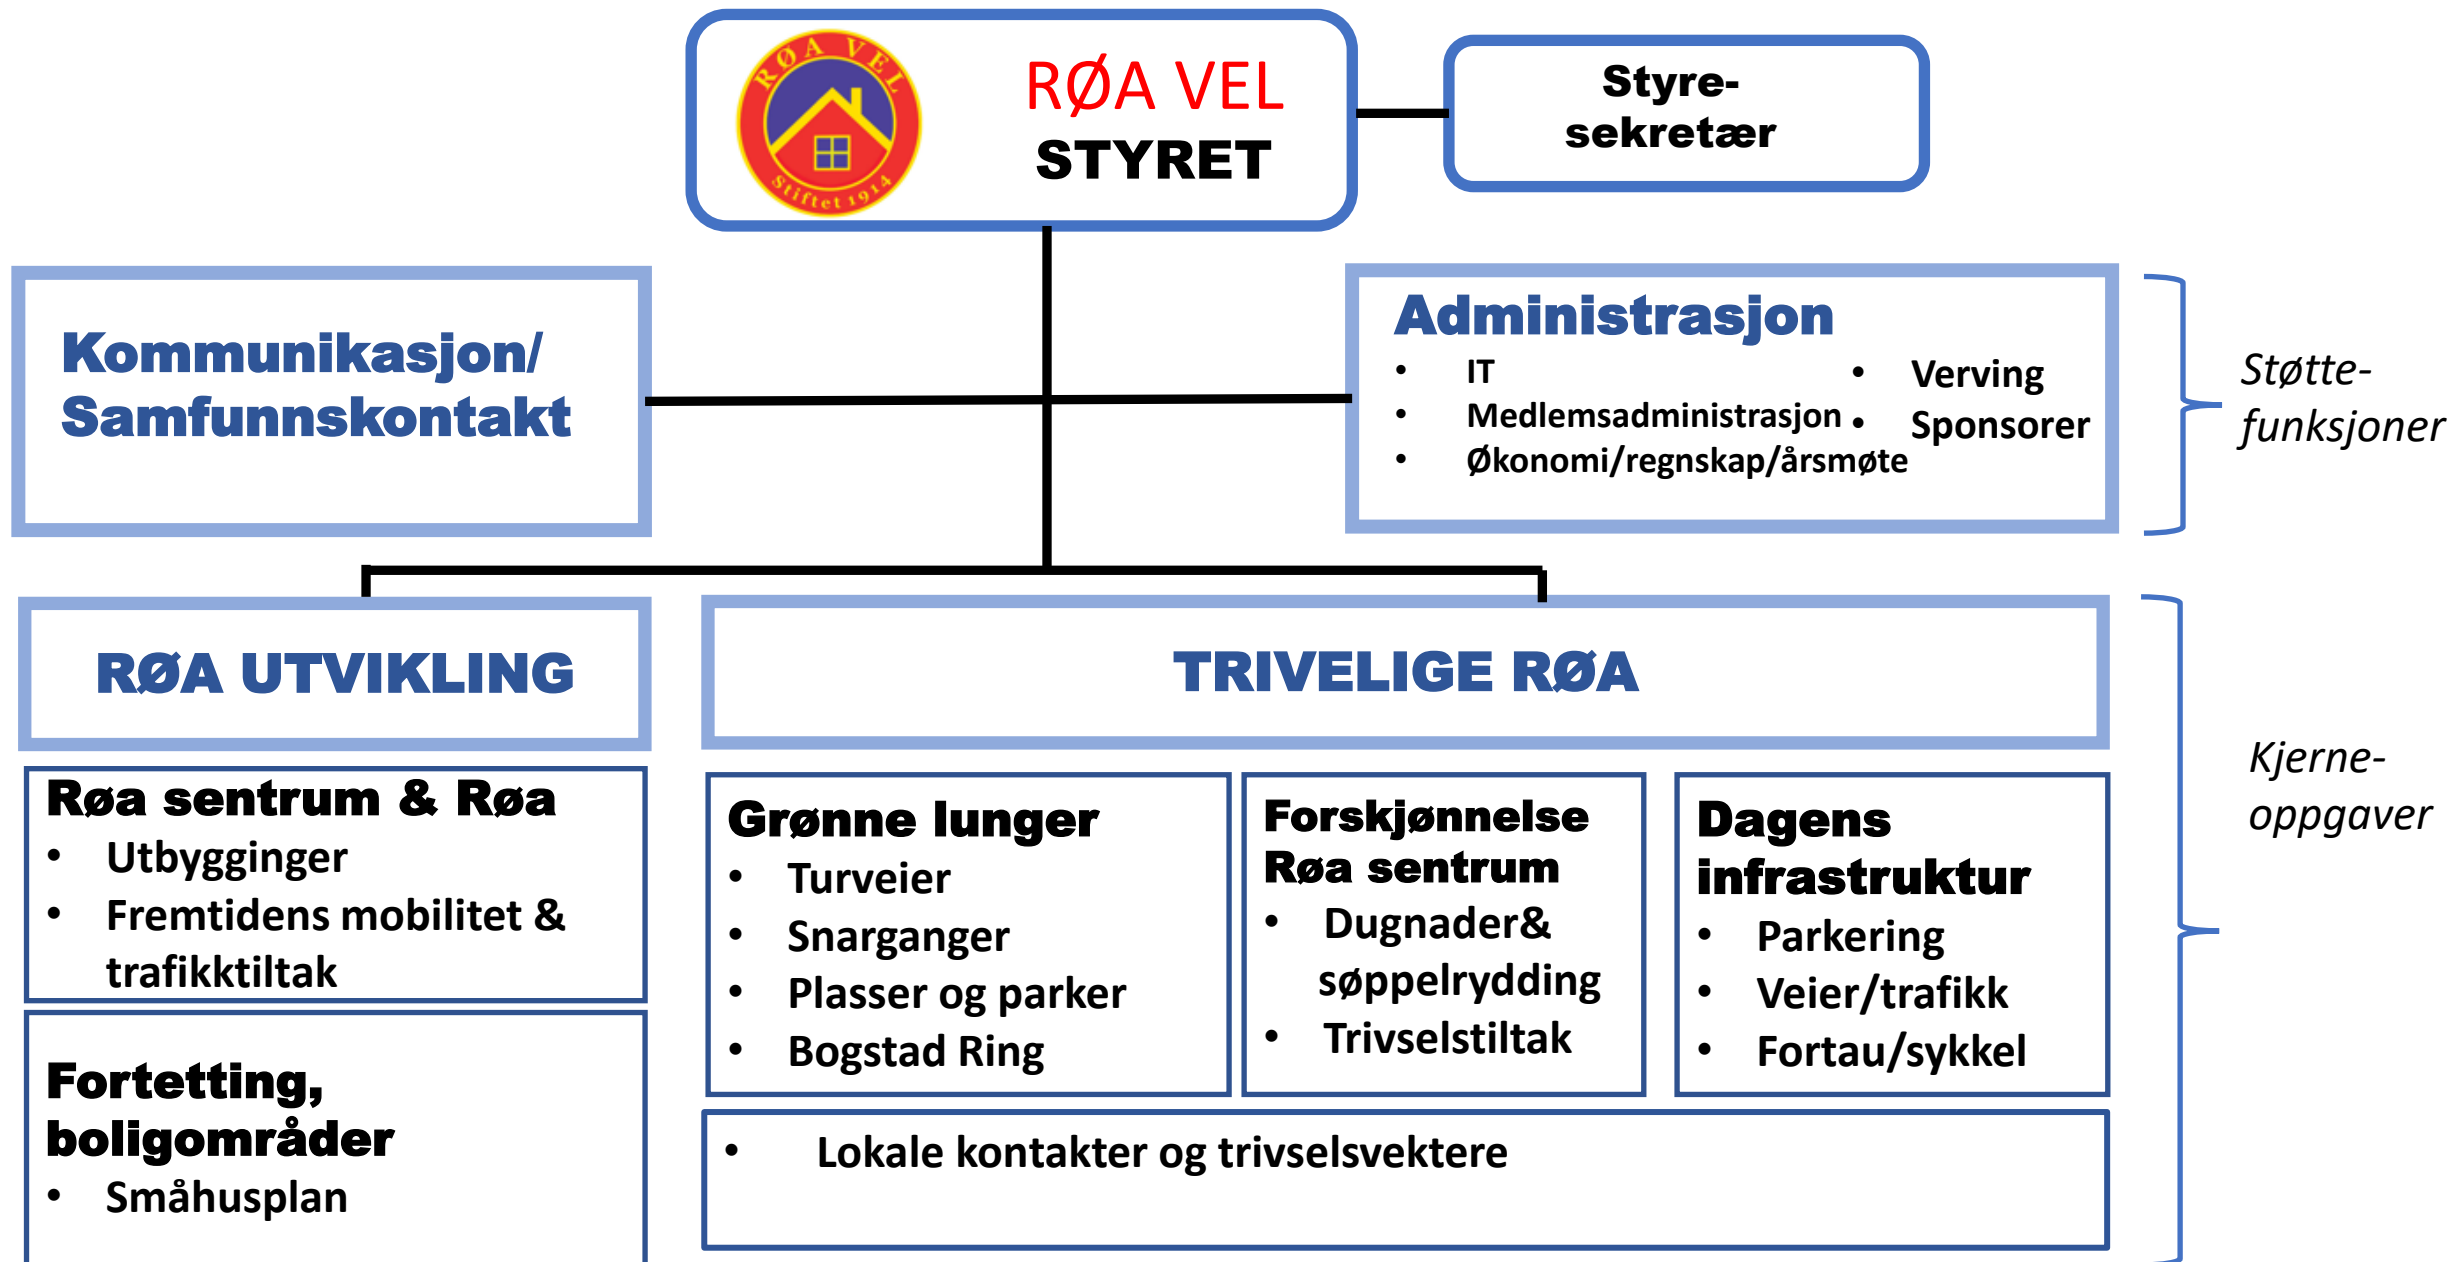 RØA VEL
Stiftet 1914
RØA VEL
STYRET
Styre-
sekretær
Kommunikasjon/
Samfunnskontakt
Administrasjon
• IT
• Medlemsadministrasjon
• Økonomi/regnskap/årsmøte
• Verving
• Sponsorer
Støtte-
funksjoner
RØA UTVIKLING
TRIVELIGE RØA
Kjerne-
oppgaver
Røa sentrum & Røa
• Utbygginger
• Fremtidens mobilitet &
trafikktiltak
Fortetting,
boligområder
• Småhusplan
Grønne lunger
• Turveier
• Snarganger
• Plasser og parker
• Bogstad Ring
Forskjønnelse
Røa sentrum
• Dugnader&
søppelrydding
• Trivselstiltak
Dagens
infrastruktur
• Parkering
• Veier/trafikk
• Fortau/sykkel
• Lokale kontakter og trivselsvektere